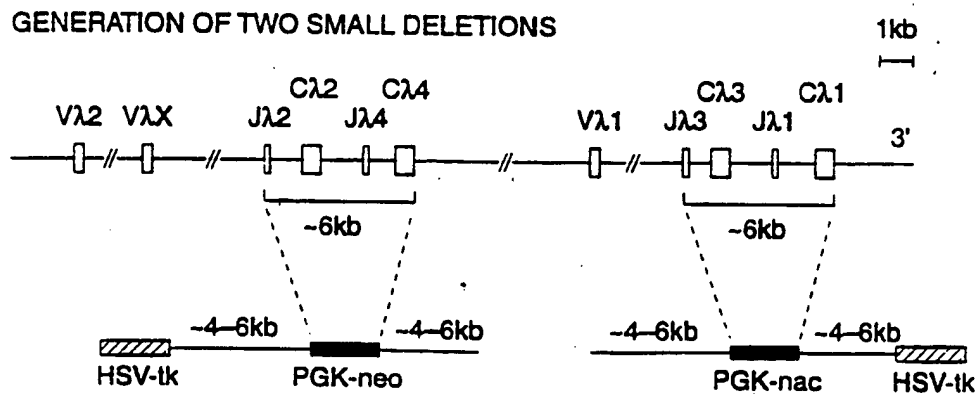 GENERATION OF TWO SMALL DELETIONS
1kb
Cλ2 Cλ4 Cλ3 Cλ1
Vλ2 VλX Jλ2 Jλ4 Vλ1 Jλ3 Jλ1 3'
~6kb ~6kb
~4–6kb ~4–6kb ~4–6kb ~4–6kb
HSV-tk PGK-neo PGK-nac HSV-tk